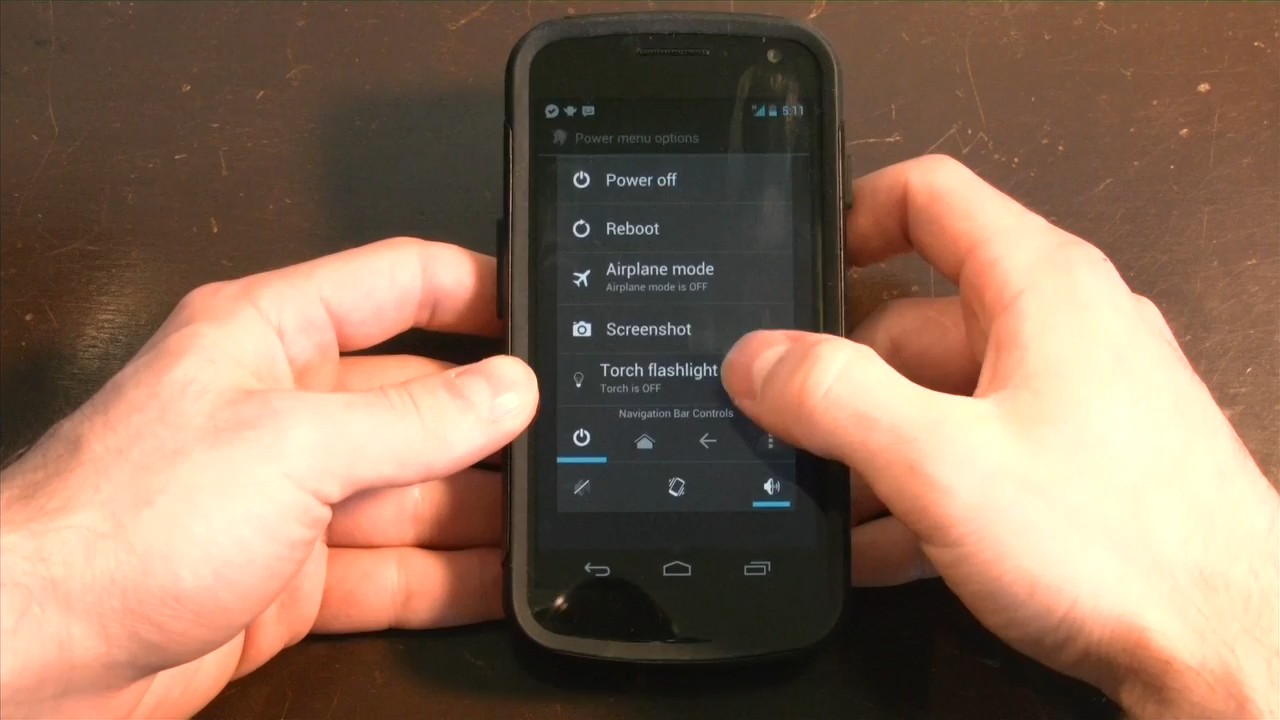 5:11
Power menu options
Power off
Reboot
Airplane mode
Airplane mode is OFF
Screenshot
Torch flashlight
Torch is OFF
Navigation Bar Controls